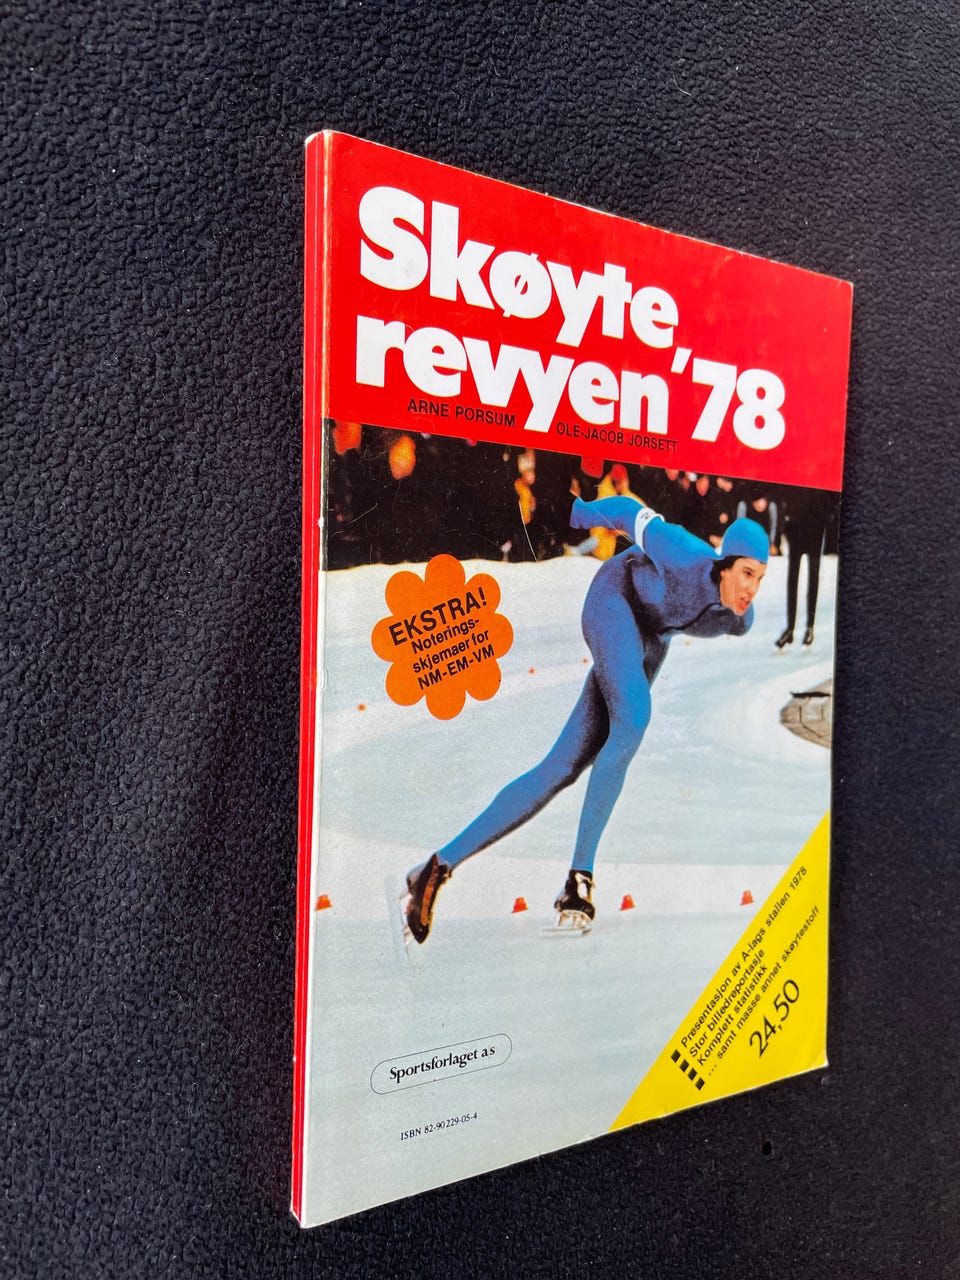 Skøyte
revyen '78
ARNE PORSUM
OLE-JACOB JORSETT
EKSTRA!
Noterings-
skjemaer for
NM-EM-VM
Presentasjon av A-lags stallen 1978
Stor billedreportasje
Komplett statistikk
... samt masse annet skøytestoff
24,50
Sportsforlaget a·s
ISBN 82-90229-05-4